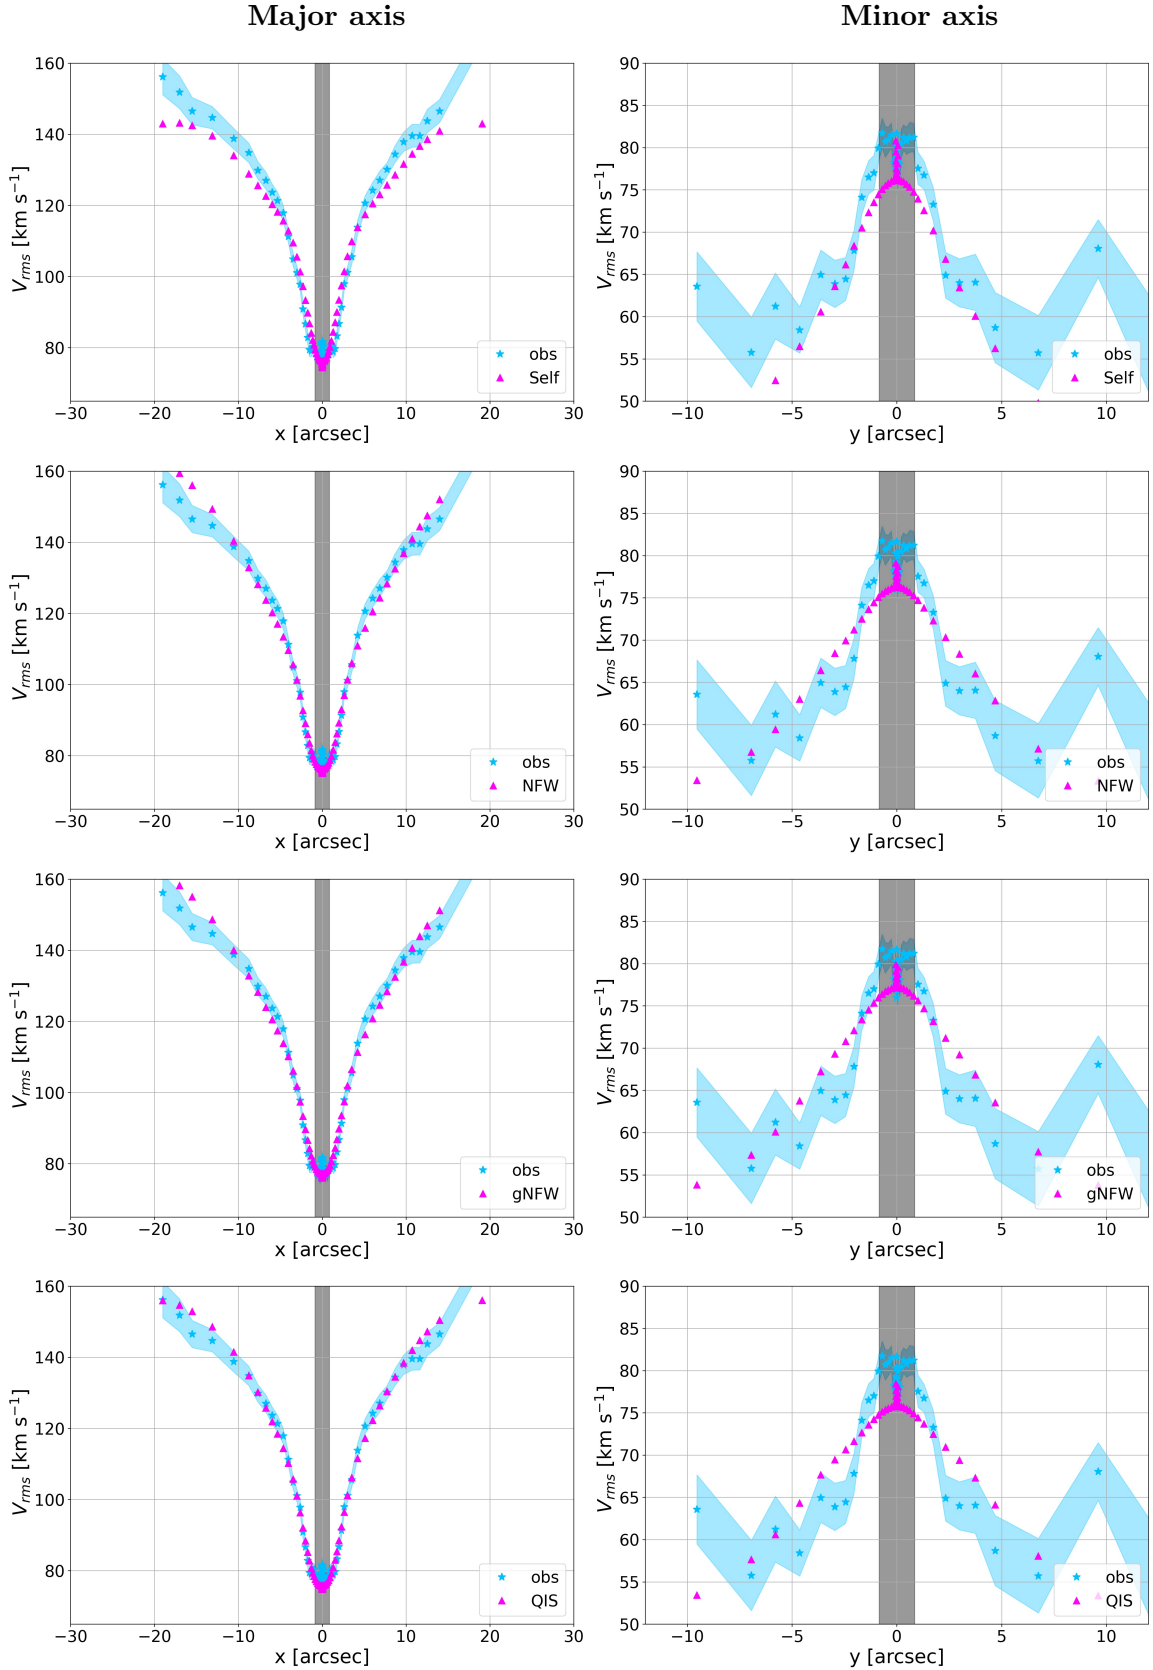 Major axis
Minor axis
160
140
120
100
80
V_rms [km s⁻¹]
obs
Self
−30 −20 −10 0 10 20 30
x [arcsec]
90
85
80
75
70
65
60
55
50
V_rms [km s⁻¹]
obs
Self
−10 −5 0 5 10
y [arcsec]
160
140
120
100
80
V_rms [km s⁻¹]
obs
NFW
−30 −20 −10 0 10 20 30
x [arcsec]
90
85
80
75
70
65
60
55
50
V_rms [km s⁻¹]
obs
NFW
−10 −5 0 5 10
y [arcsec]
160
140
120
100
80
V_rms [km s⁻¹]
obs
gNFW
−30 −20 −10 0 10 20 30
x [arcsec]
90
85
80
75
70
65
60
55
50
V_rms [km s⁻¹]
obs
gNFW
−10 −5 0 5 10
y [arcsec]
160
140
120
100
80
V_rms [km s⁻¹]
obs
QIS
−30 −20 −10 0 10 20 30
x [arcsec]
90
85
80
75
70
65
60
55
50
V_rms [km s⁻¹]
obs
QIS
−10 −5 0 5 10
y [arcsec]